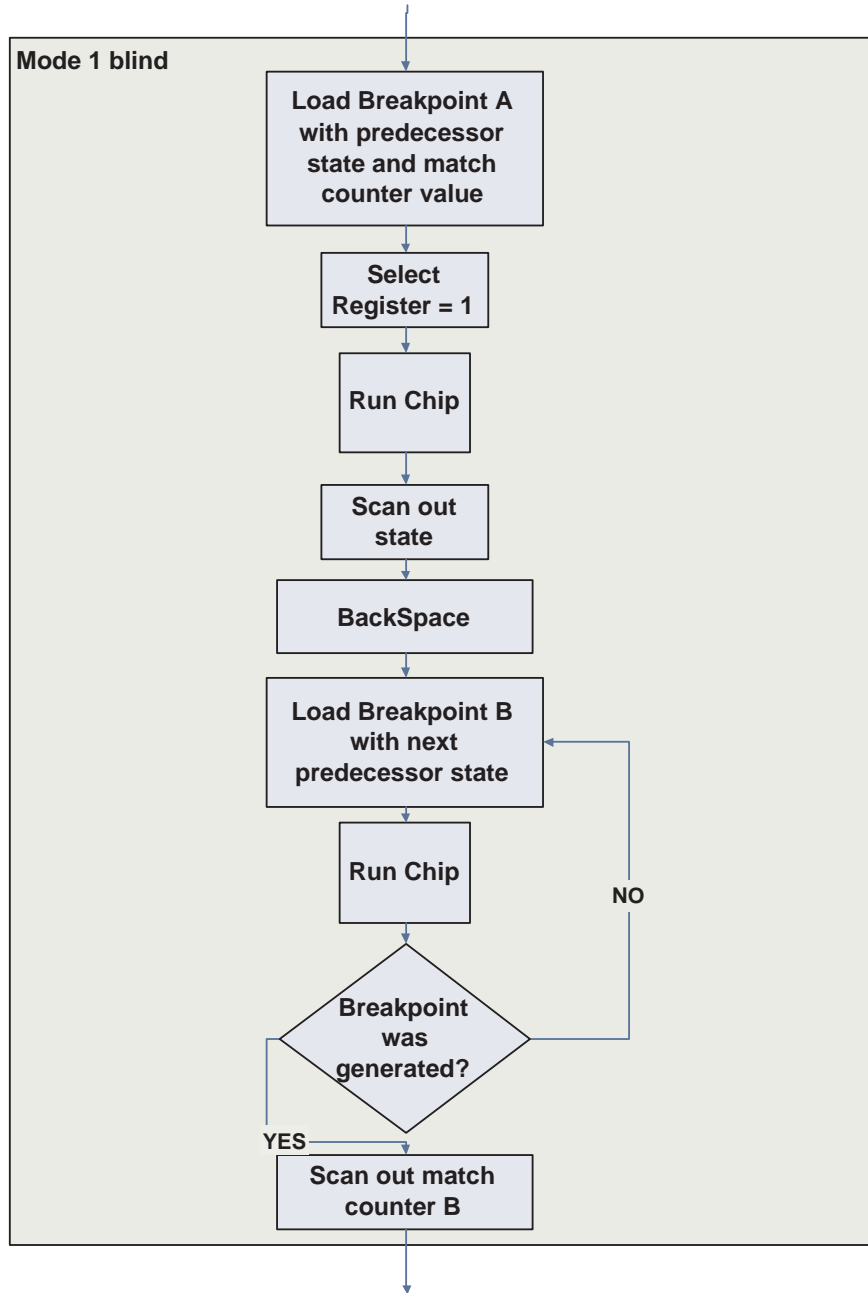 Mode 1 blind
Load Breakpoint A
with predecessor
state and match
counter value
Select
Register = 1
Run Chip
Scan out
state
BackSpace
Load Breakpoint B
with next
predecessor state
Run Chip
NO
Breakpoint
was
generated?
YES
Scan out match
counter B